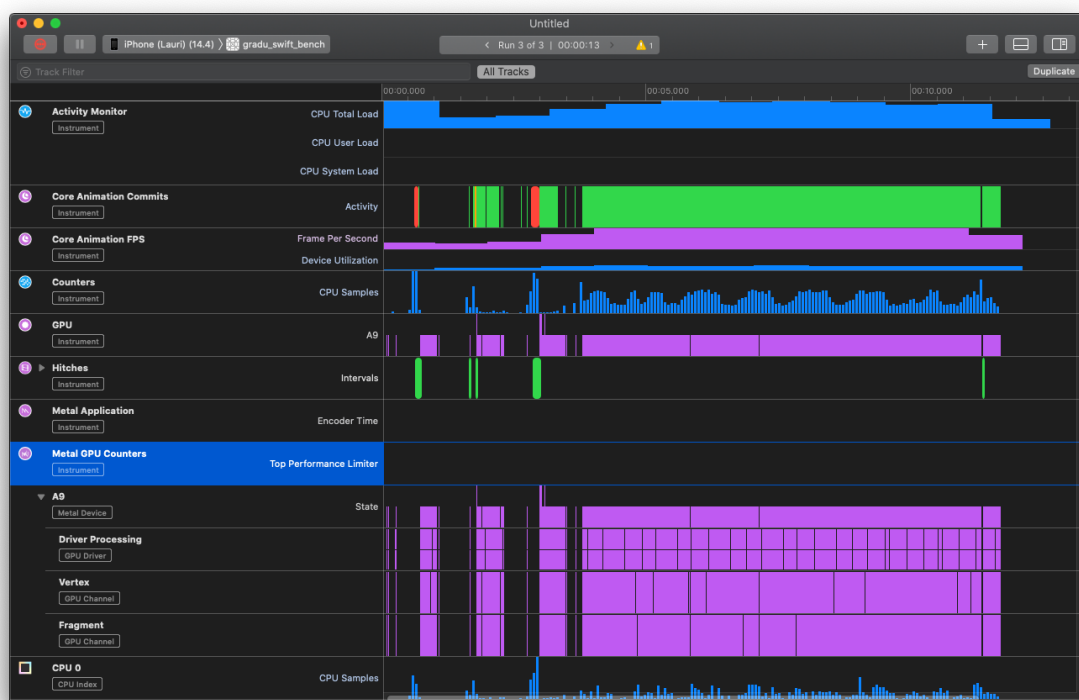 Untitled
iPhone (Lauri) (14.4) 〉 gradu_swift_bench
< Run 3 of 3 | 00:00:13 > 1
Track Filter
All Tracks
Duplicate
00:00.000 00:05.000 00:10.000
Activity Monitor
Instrument
CPU Total Load
CPU User Load
CPU System Load
Core Animation Commits
Instrument
Activity
Core Animation FPS
Instrument
Frame Per Second
Device Utilization
Counters
Instrument
CPU Samples
GPU
Instrument
A9
Hitches
Instrument
Intervals
Metal Application
Instrument
Encoder Time
Metal GPU Counters
Instrument
Top Performance Limiter
A9
Metal Device
State
Driver Processing
GPU Driver
Vertex
GPU Channel
Fragment
GPU Channel
CPU 0
CPU Index
CPU Samples